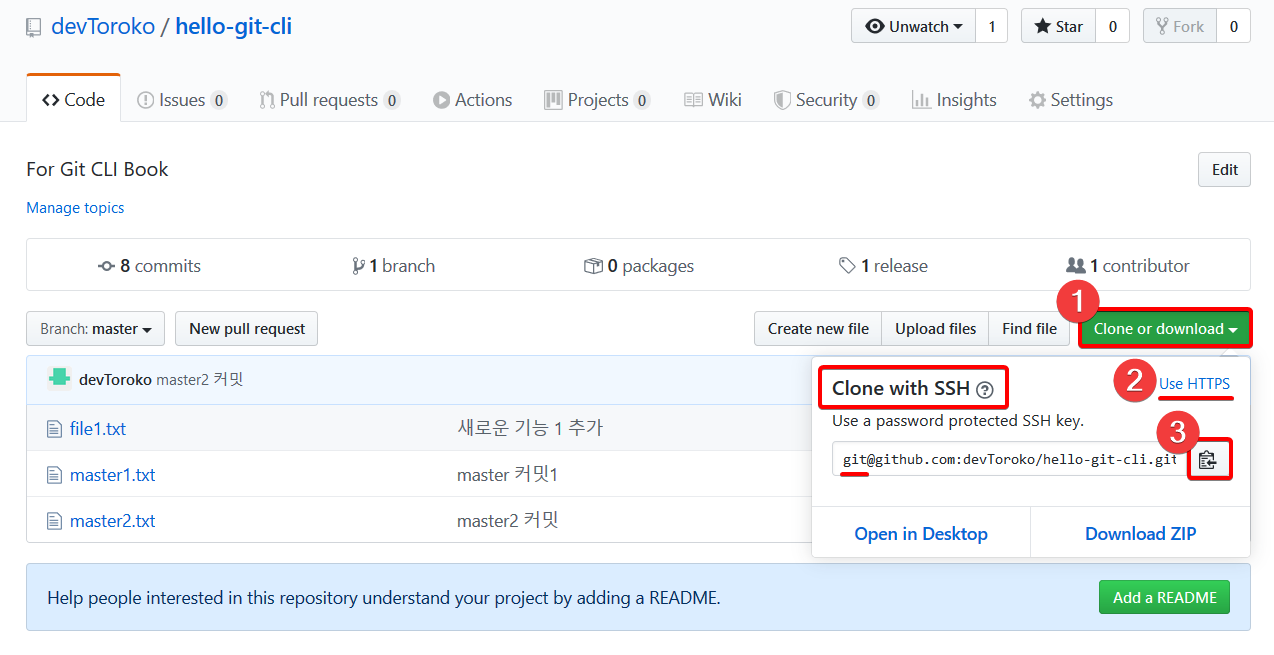 devToroko / hello-git-cli
Unwatch 1 Star 0 Fork 0
Code Issues 0 Pull requests 0 Actions Projects 0 Wiki Security 0 Insights Settings
For Git CLI Book
Edit
Manage topics
8 commits 1 branch 0 packages 1 release 1 contributor
1
Branch: master New pull request Create new file Upload files Find file Clone or download
devToroko master2 커밋
file1.txt 새로운 기능 1 추가
master1.txt master 커밋1
master2.txt master2 커밋
Clone with SSH ?
2 Use HTTPS
Use a password protected SSH key.
3
git@github.com:devToroko/hello-git-cli.git
Open in Desktop Download ZIP
Help people interested in this repository understand your project by adding a README.
Add a README